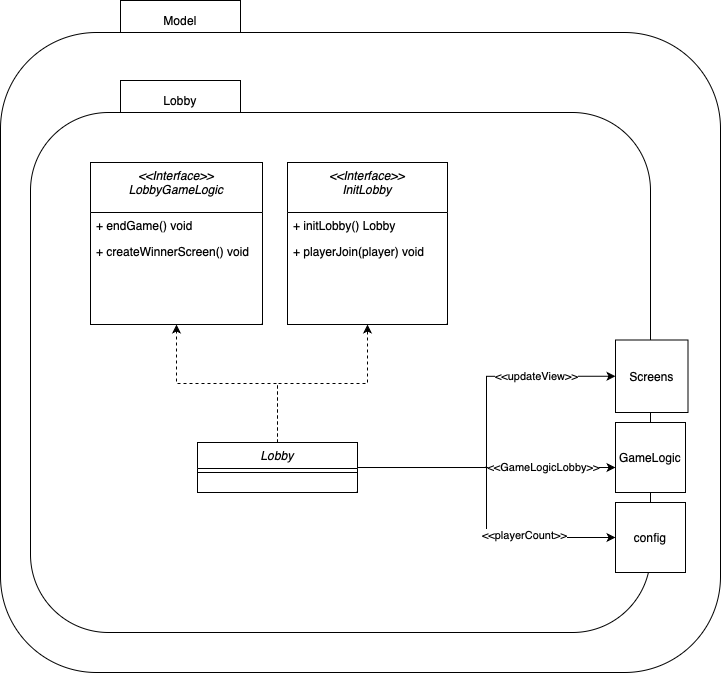 Model
Lobby
<<Interface>>
LobbyGameLogic
+ endGame() void
+ createWinnerScreen() void
<<Interface>>
InitLobby
+ initLobby() Lobby
+ playerJoin(player) void
Lobby
<<updateView>>
Screens
<<GameLogicLobby>>
GameLogic
<<playerCount>>
config